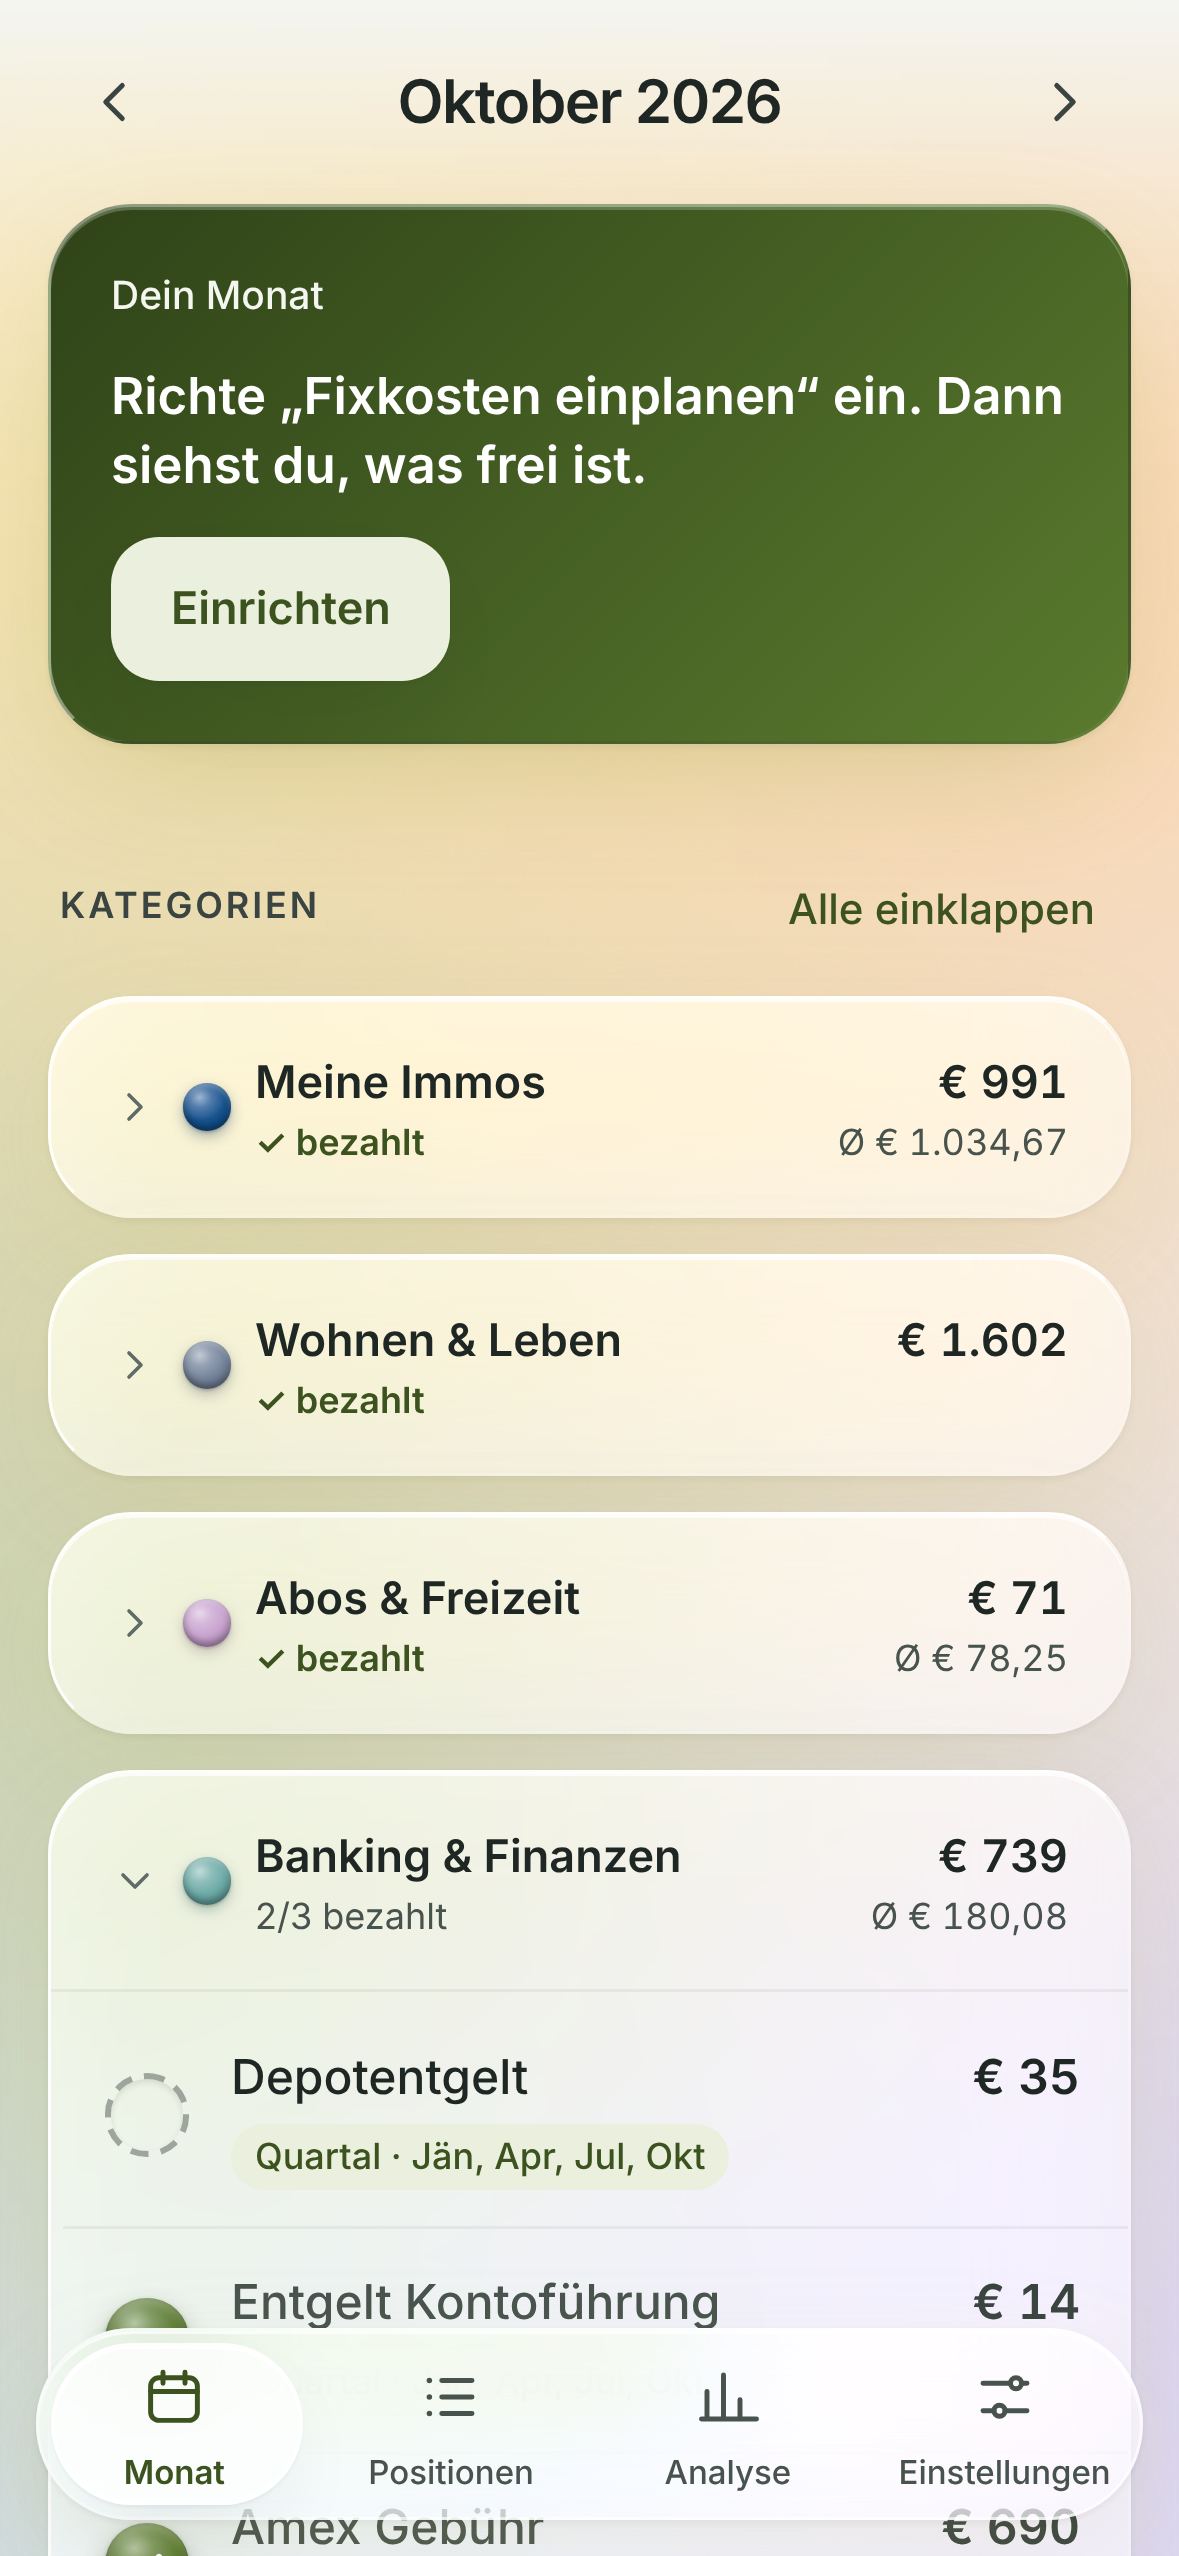 Oktober 2026
Dein Monat
Richte „Fixkosten einplanen“ ein. Dann
siehst du, was frei ist.
Einrichten
KATEGORIEN
Alle einklappen
Meine Immos
€ 991
✓ bezahlt
Ø € 1.034,67
Wohnen & Leben
€ 1.602
✓ bezahlt
Abos & Freizeit
€ 71
✓ bezahlt
Ø € 78,25
Banking & Finanzen
€ 739
2/3 bezahlt
Ø € 180,08
Depotentgelt
€ 35
Quartal · Jän, Apr, Jul, Okt
Entgelt Kontoführung
€ 14
Monat
Positionen
Analyse
Einstellungen
Amex Gebühr
€ 690